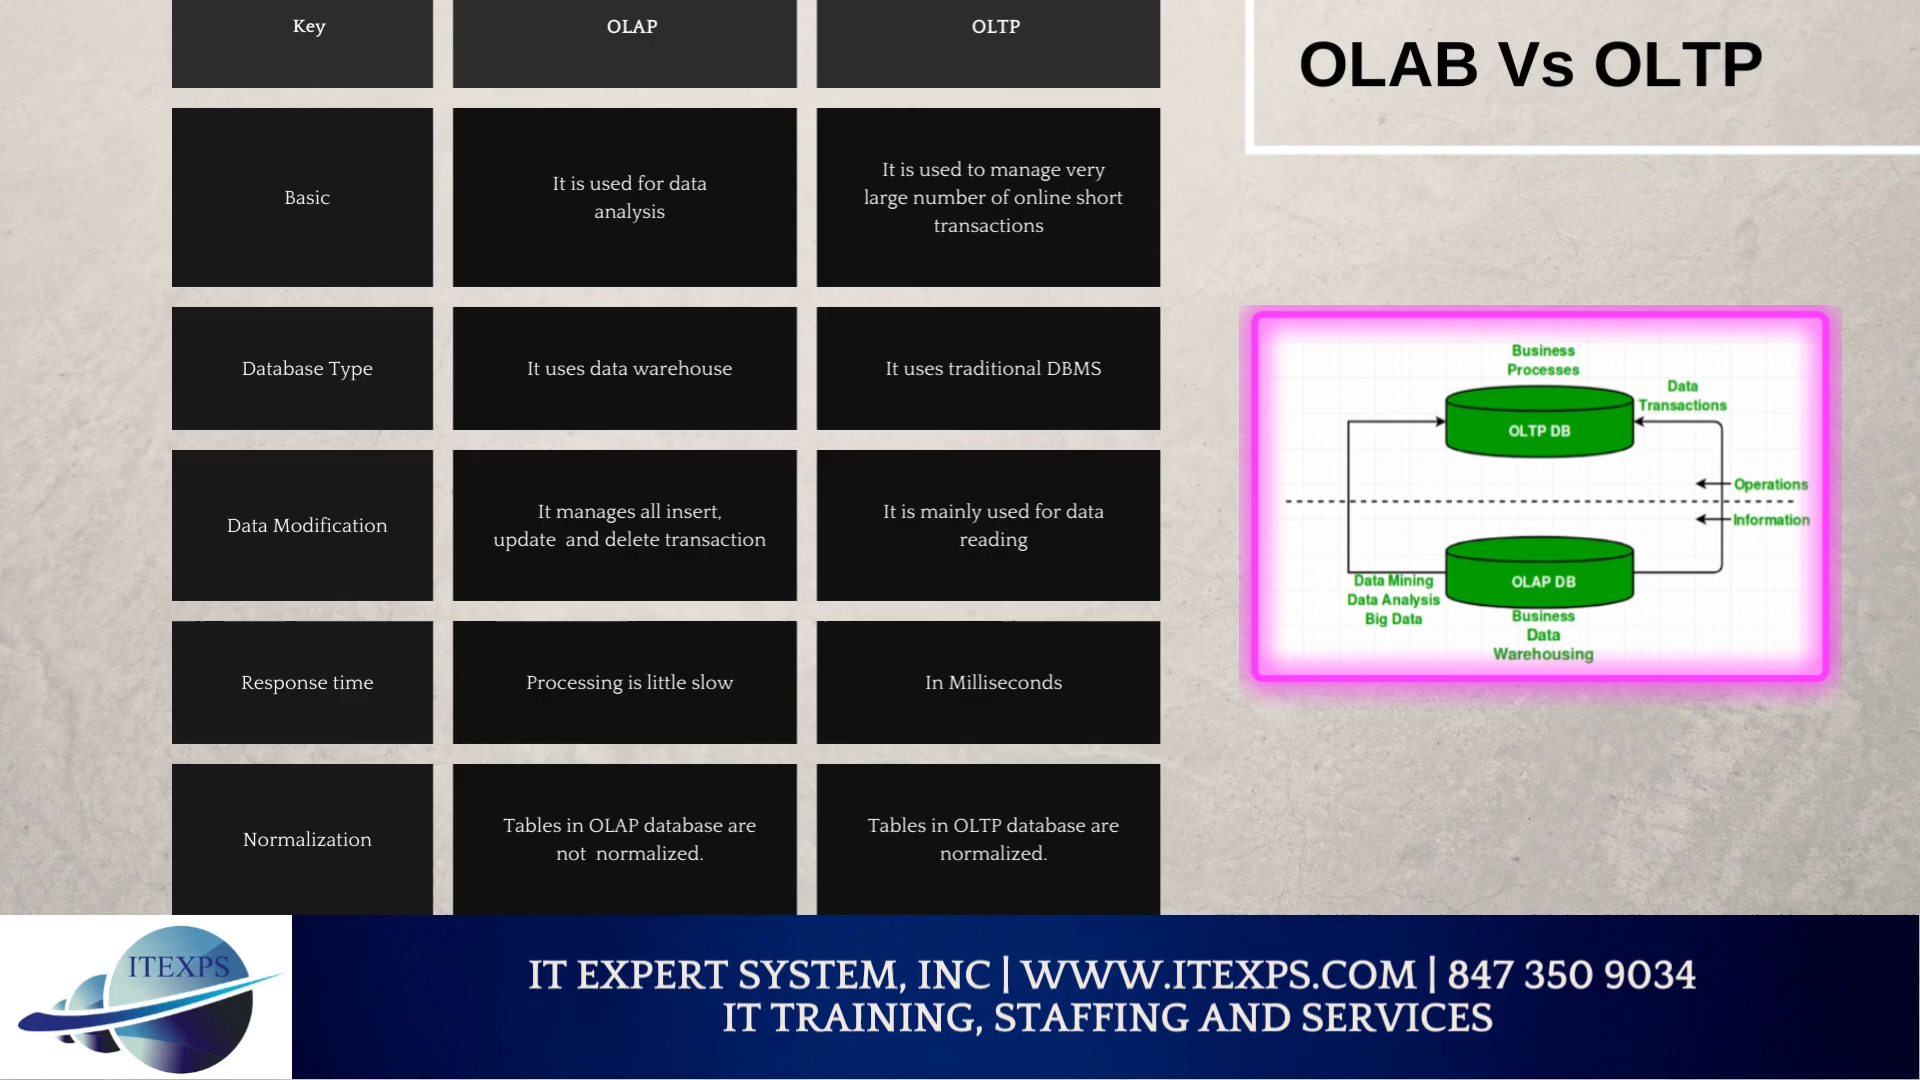 Key
OLAP
OLTP
OLAB Vs OLTP
Basic
It is used for data
analysis
It is used to manage very
large number of online short
transactions
Database Type
It uses data warehouse
It uses traditional DBMS
Data Modification
It manages all insert,
update and delete transaction
It is mainly used for data
reading
Response time
Processing is little slow
In Milliseconds
Normalization
Tables in OLAP database are
not normalized.
Tables in OLTP database are
normalized.
Business
Processes
Data
Transactions
OLTP DB
Operations
Information
OLAP DB
Data Mining
Data Analysis
Big Data
Business
Data
Warehousing
ITEXPS
IT EXPERT SYSTEM, INC | WWW.ITEXPS.COM | 847 350 9034
IT TRAINING, STAFFING AND SERVICES